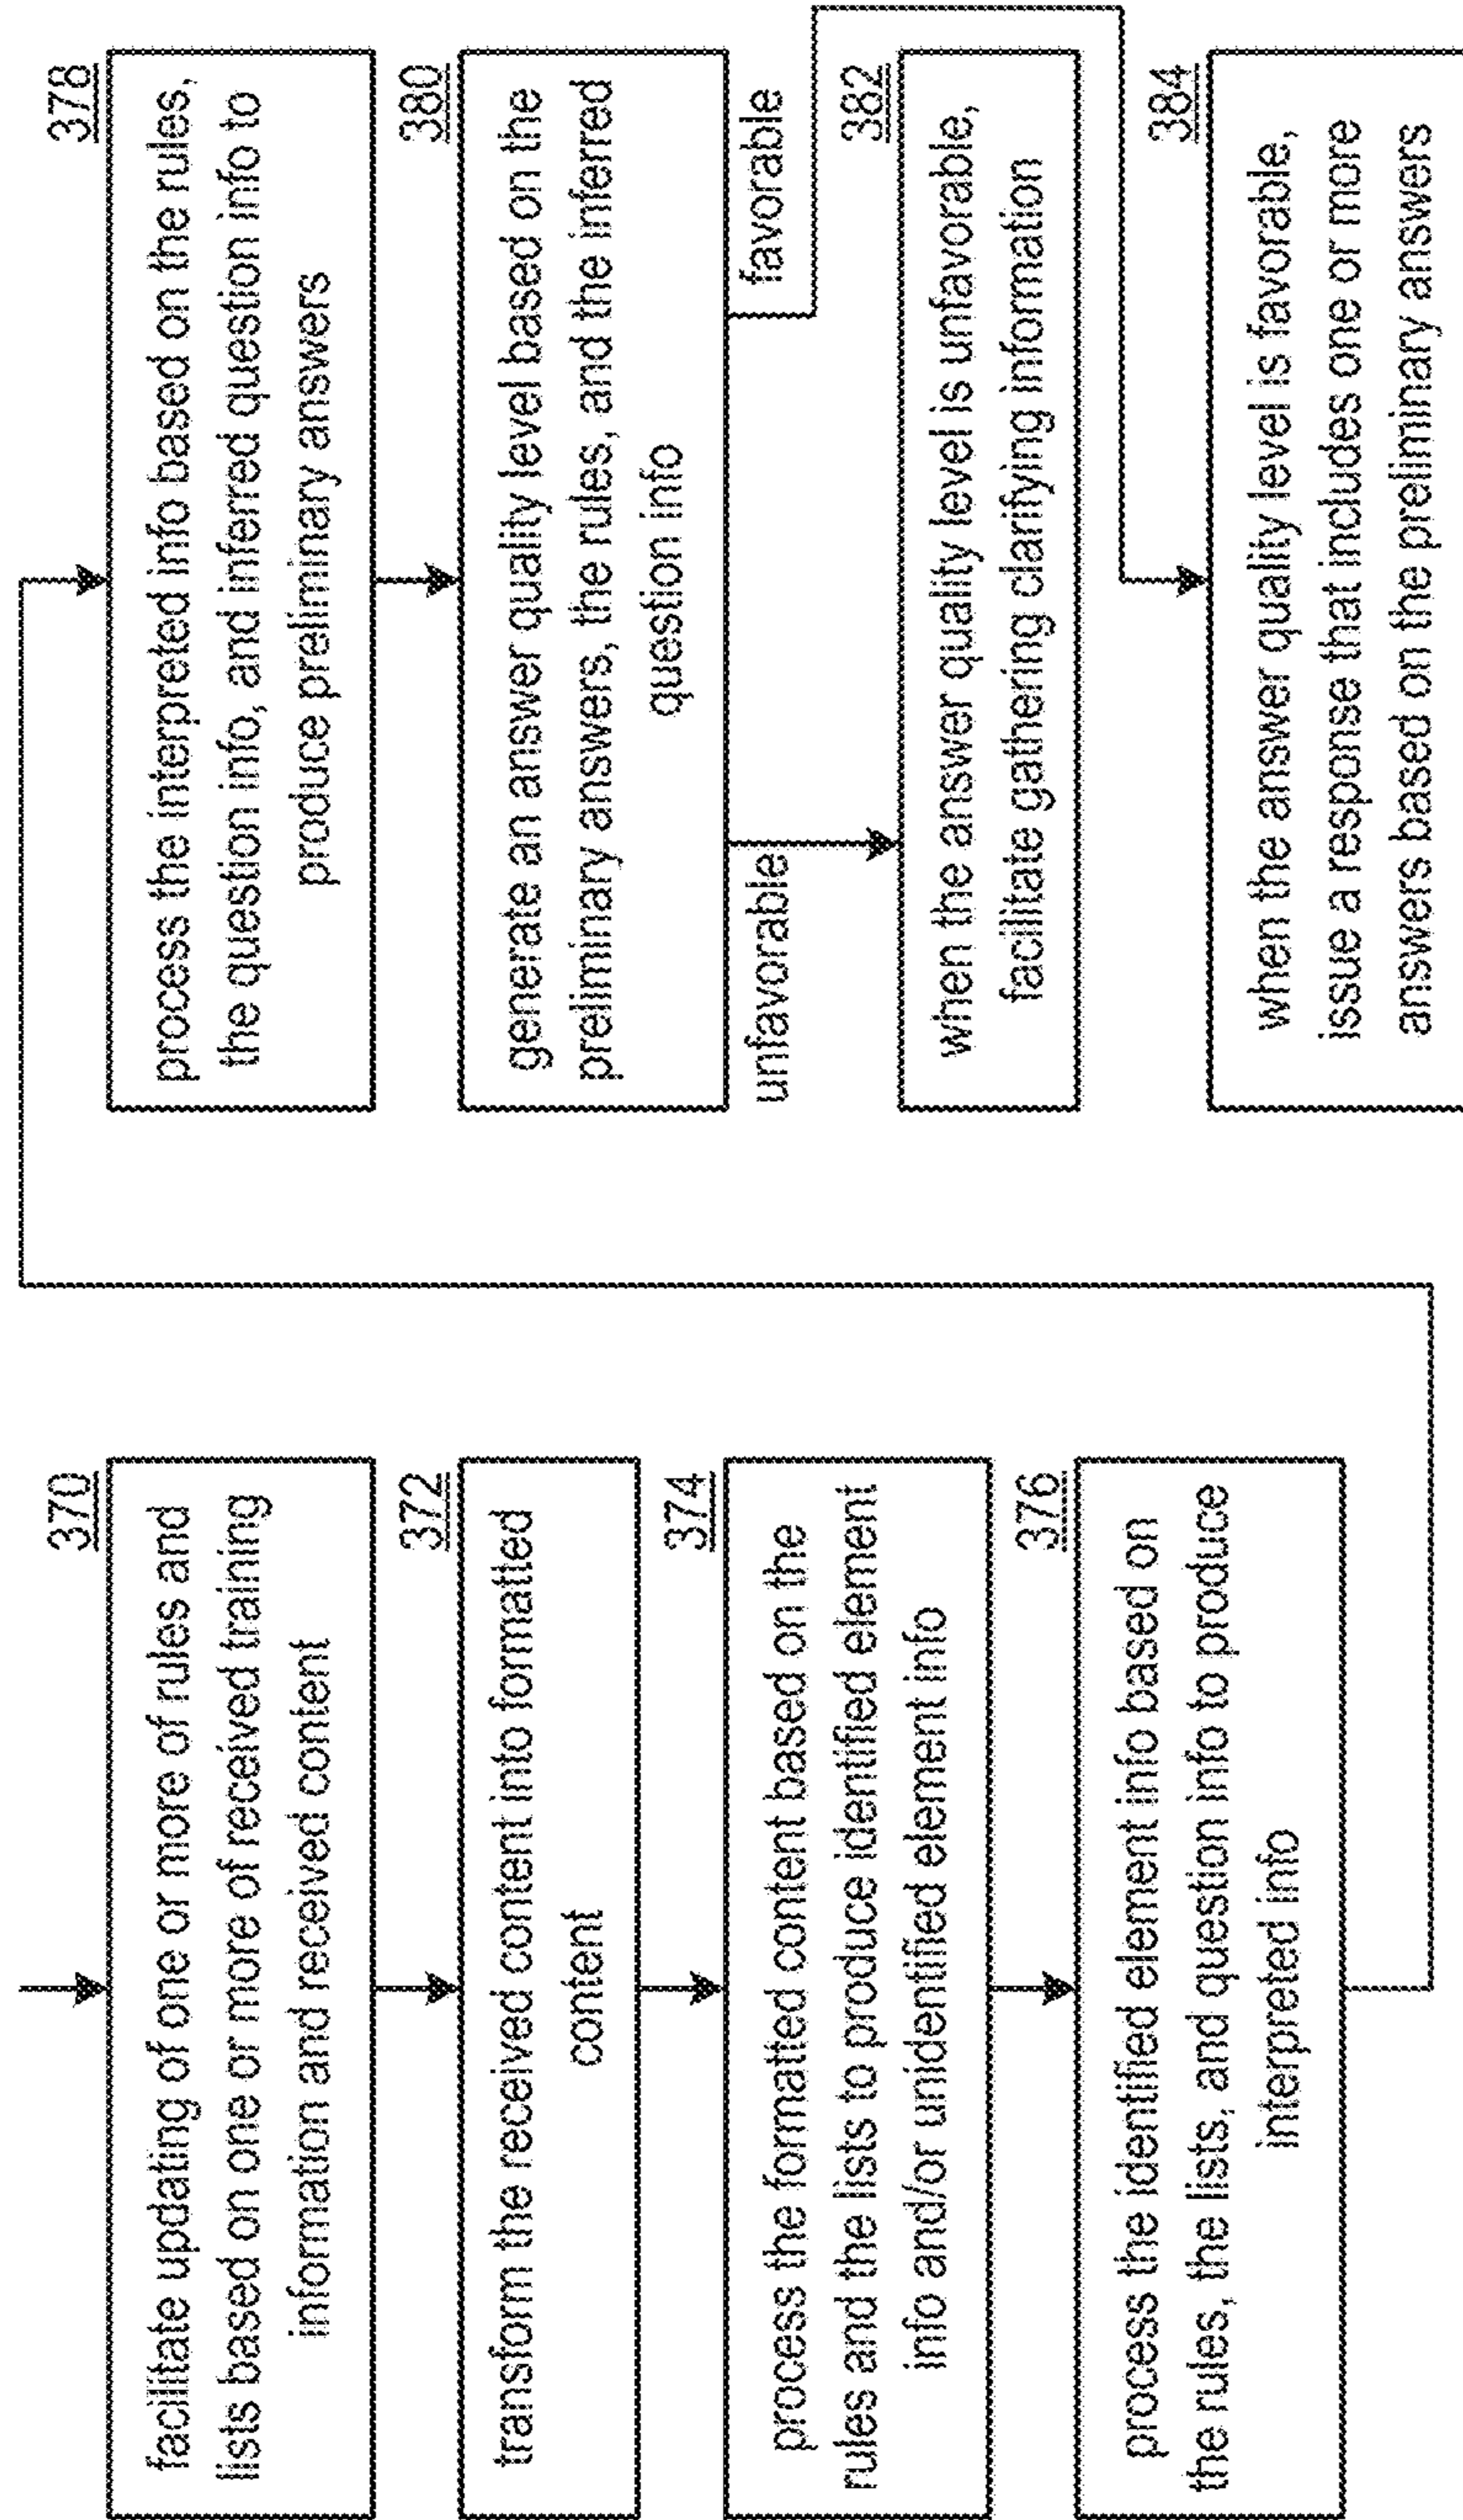 370
facilitate updating of one or more of rules and
lists based on one or more of received training
information and received content
372
transform the received content into formatted
content
374
process the formatted content based on the
rules and the lists to produce identified element
info and/or unidentified element info
376
process the identified element info based on
the rules, the lists, and question info to produce
interpreted info
378
process the interpreted info based on the rules,
the question info, and inferred question info to
produce preliminary answers
380
generate an answer quality level based on the
preliminary answers, the rules, and the inferred
question info
unfavorable
favorable
382
when the answer quality level is unfavorable,
facilitate gathering clarifying information
384
when the answer quality level is favorable,
issue a response that includes one or more
answers based on the preliminary answers